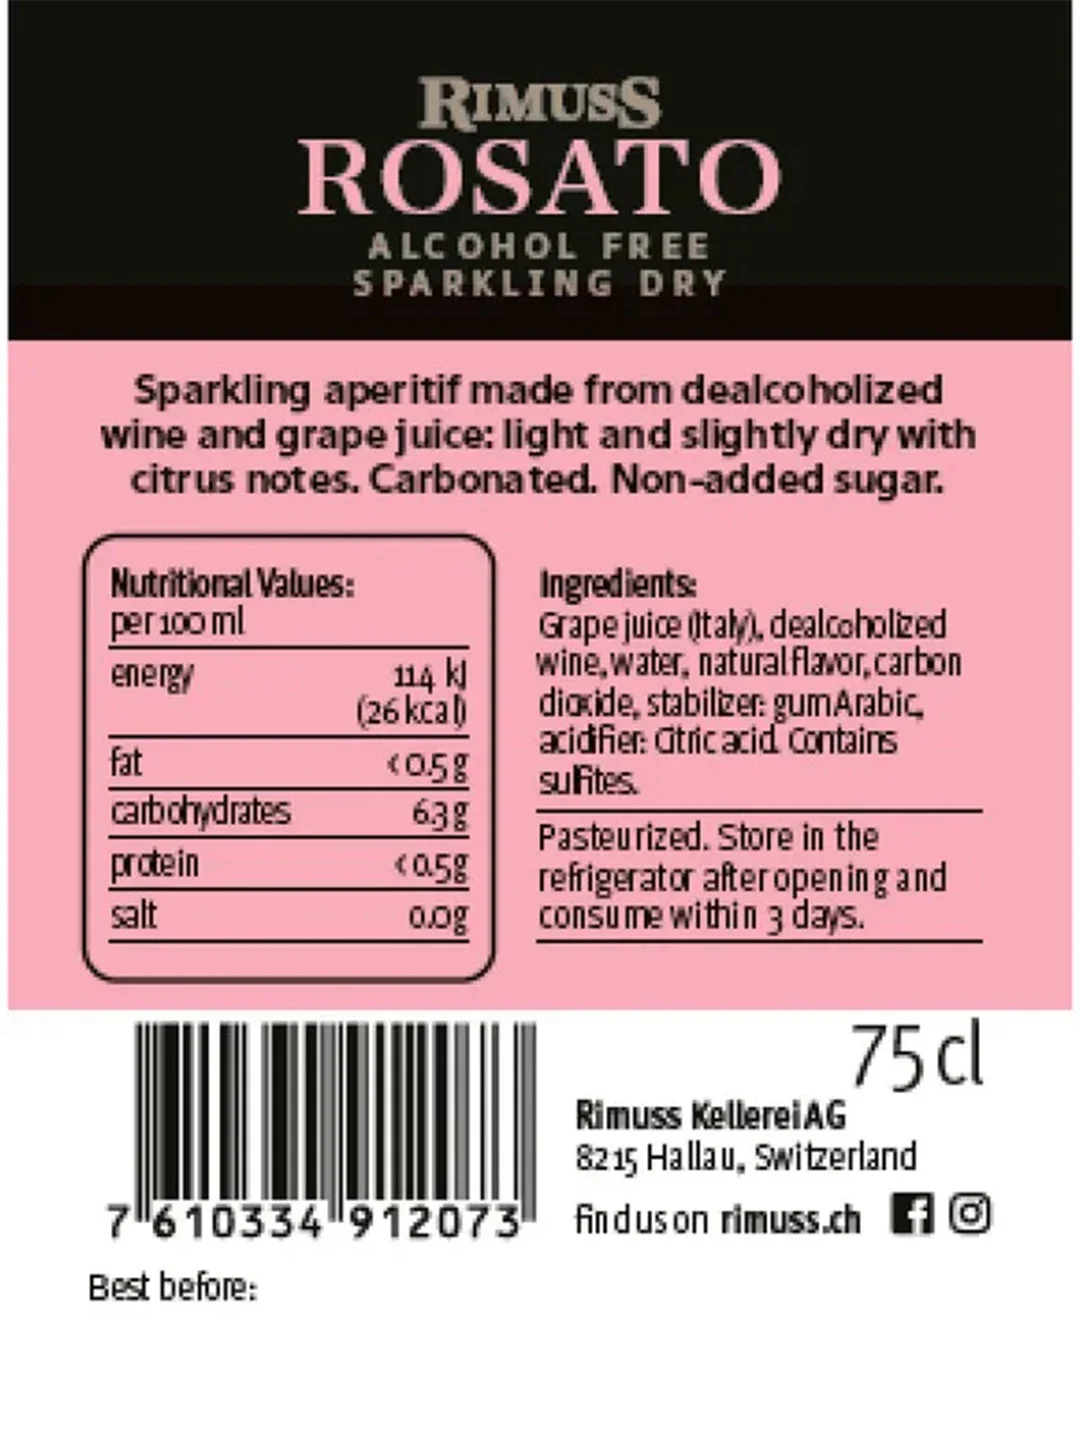 RIMUSS
ROSATO
ALCOHOL FREE
SPARKLING DRY
Sparkling aperitif made from dealcoholized
wine and grape juice: light and slightly dry with
citrus notes. Carbonated. Non-added sugar.
Nutritional Values:
per 100 ml
energy 114 kJ
(26 kcal)
fat < 0.5 g
carbohydrates 6.3 g
protein < 0.5 g
salt 0.0 g
Ingredients:
Grape juice (Italy), dealcoholized
wine, water, natural flavor, carbon
dioxide, stabilizer: gum Arabic,
acidifier: Citric acid. Contains
sulfites.
Pasteurized. Store in the
refrigerator after opening and
consume within 3 days.
75 cl
Rimuss Kellerei AG
8215 Hallau, Switzerland
find us on rimuss.ch
7 610334 912073
Best before: